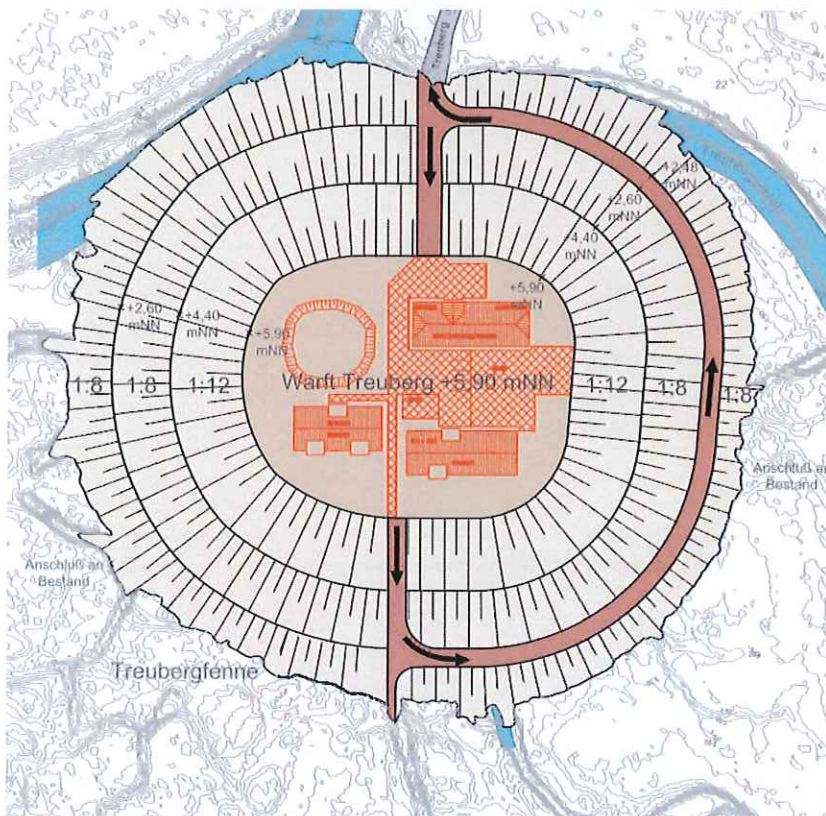 Treuberg
22
+2,48
mNN
+2,60
mNN
+4,40
mNN
+5,90
mNN
+2,60
mNN
+4,40
mNN
+5,90
mNN
Warft Treuberg +5,90 mNN
1:8
1:8
1:12
1:12
1:8
1:8
Anschluß an
Bestand
Anschluß an
Bestand
Treubergfenne